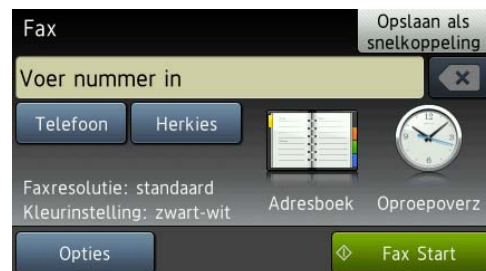 Fax
Opslaan als
snelkoppeling
Voer nummer in
Telefoon
Herkies
Faxresolutie: standaard
Kleurinstelling: zwart-wit
Adresboek
Oproepoverz
Opties
Fax Start